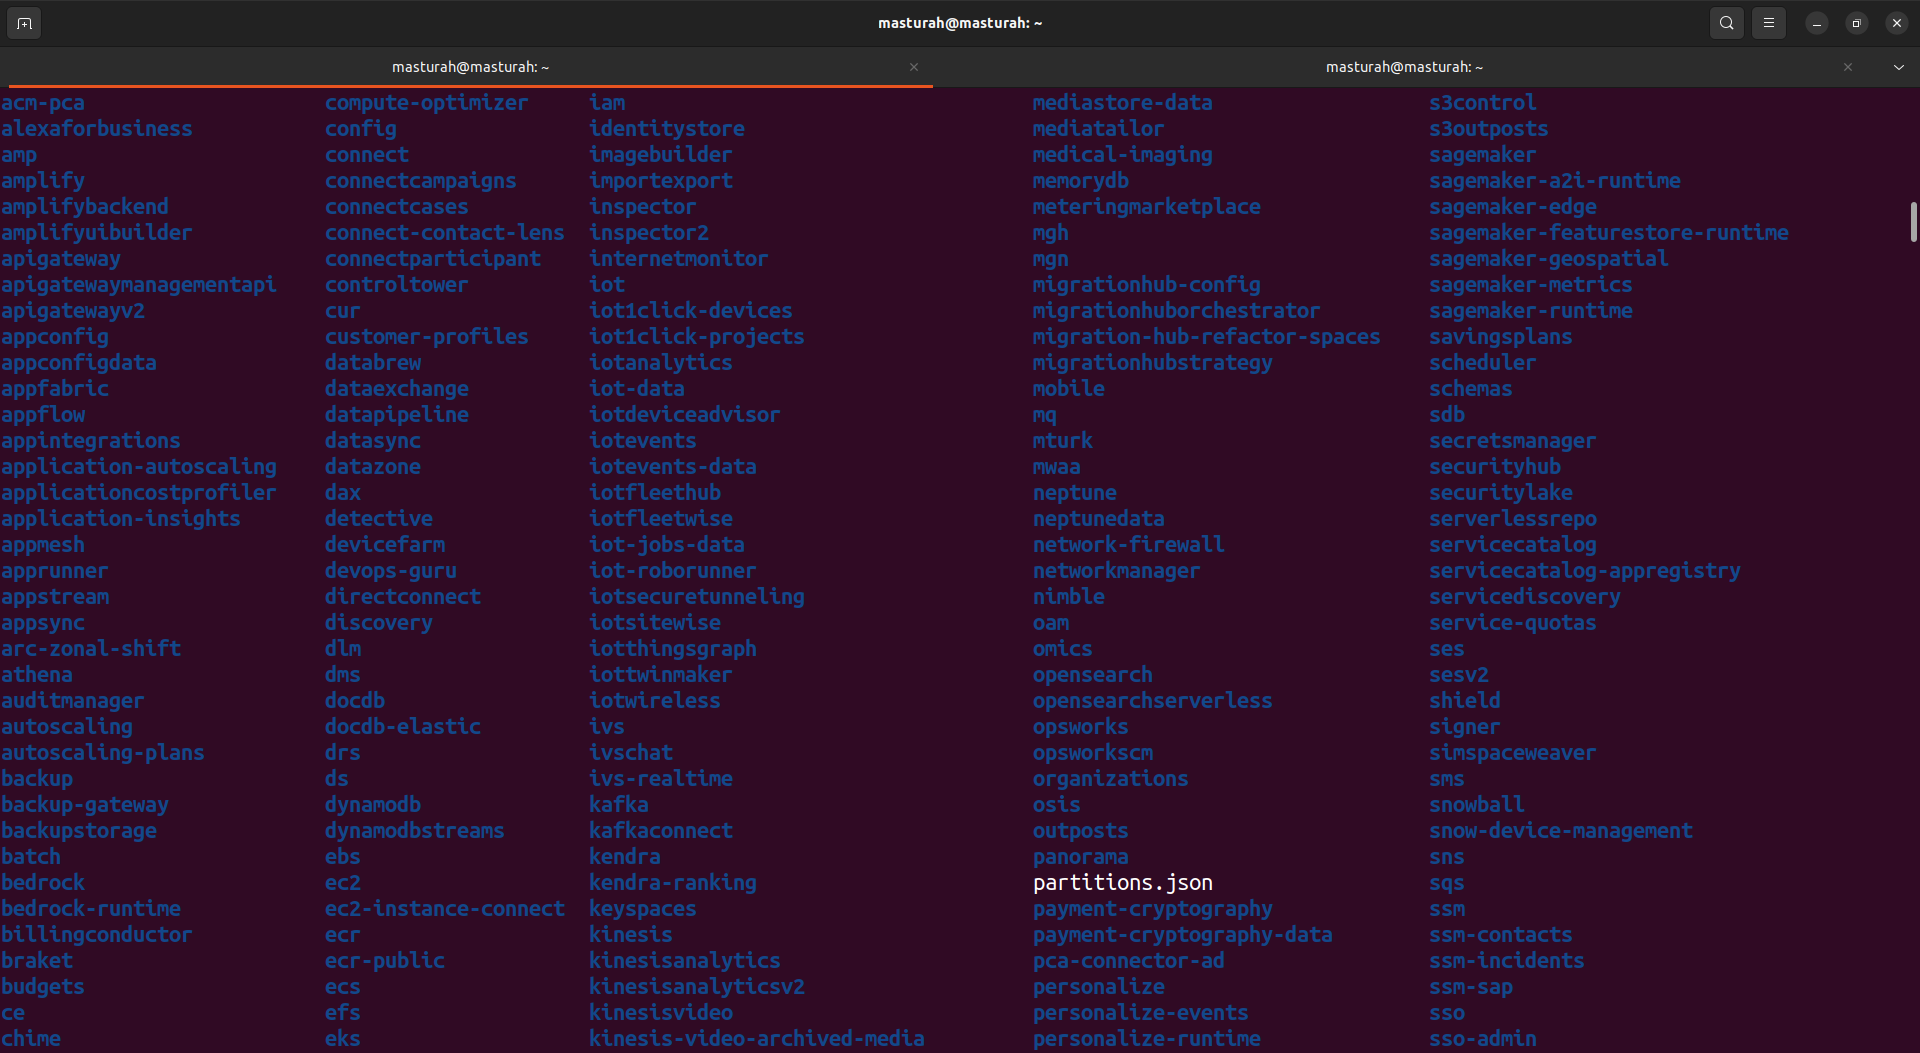 masturah@masturah: ~
masturah@masturah: ~ masturah@masturah: ~
acm-pca compute-optimizer iam mediastore-data s3control
alexaforbusiness config identitystore mediatailor s3outposts
amp connect imagebuilder medical-imaging sagemaker
amplify connectcampaigns importexport memorydb sagemaker-a2i-runtime
amplifybackend connectcases inspector meteringmarketplace sagemaker-edge
amplifyuibuilder connect-contact-lens inspector2 mgh sagemaker-featurestore-runtime
apigateway connectparticipant internetmonitor mgn sagemaker-geospatial
apigatewaymanagementapi controltower iot migrationhub-config sagemaker-metrics
apigatewayv2 cur iot1click-devices migrationhuborchestrator sagemaker-runtime
appconfig customer-profiles iot1click-projects migration-hub-refactor-spaces savingsplans
appconfigdata databrew iotanalytics migrationhubstrategy scheduler
appfabric dataexchange iot-data mobile schemas
appflow datapipeline iotdeviceadvisor mq sdb
appintegrations datasync iotevents mturk secretsmanager
application-autoscaling datazone iotevents-data mwaa securityhub
applicationcostprofiler dax iotfleethub neptune securitylake
application-insights detective iotfleetwise neptunedata serverlessrepo
appmesh devicefarm iot-jobs-data network-firewall servicecatalog
apprunner devops-guru iot-roborunner networkmanager servicecatalog-appregistry
appstream directconnect iotsecuretunneling nimble servicediscovery
appsync discovery iotsitewise oam service-quotas
arc-zonal-shift dlm iotthingsgraph omics ses
athena dms iottwinmaker opensearch sesv2
auditmanager docdb iotwireless opensearchserverless shield
autoscaling docdb-elastic ivs opsworks signer
autoscaling-plans drs ivschat opsworkscm simspaceweaver
backup ds ivs-realtime organizations sms
backup-gateway dynamodb kafka osis snowball
backupstorage dynamodbstreams kafkaconnect outposts snow-device-management
batch ebs kendra panorama sns
bedrock ec2 kendra-ranking partitions.json sqs
bedrock-runtime ec2-instance-connect keyspaces payment-cryptography ssm
billingconductor ecr kinesis payment-cryptography-data ssm-contacts
braket ecr-public kinesisanalytics pca-connector-ad ssm-incidents
budgets ecs kinesisanalyticsv2 personalize ssm-sap
ce efs kinesisvideo personalize-events sso
chime eks kinesis-video-archived-media personalize-runtime sso-admin